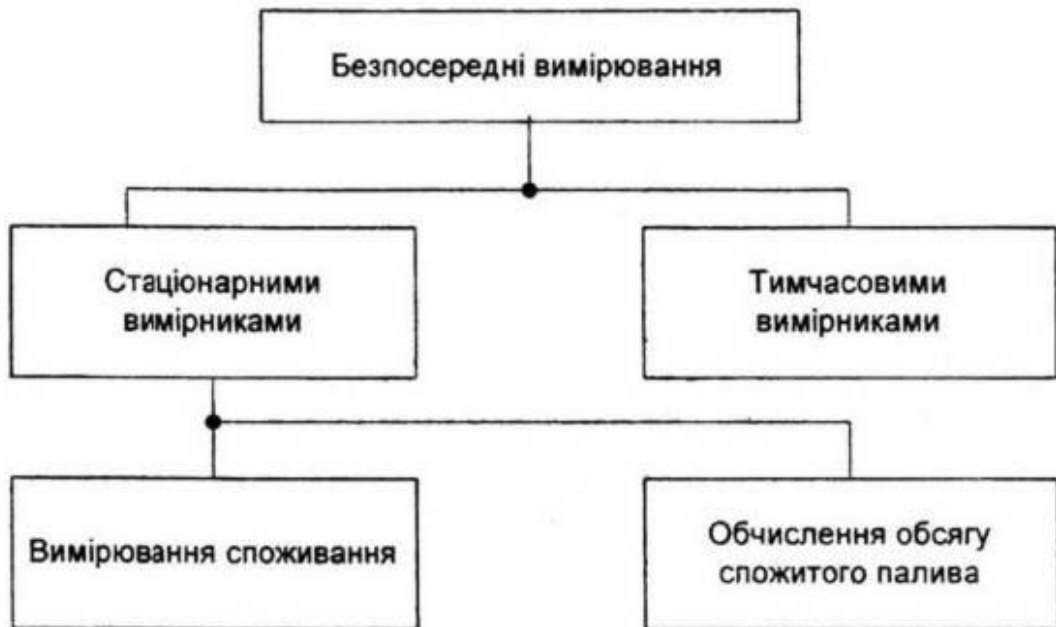 Безпосередні вимірювання
Стаціонарними
вимірниками
Тимчасовими
вимірниками
Вимірювання споживання
Обчислення обсягу
спожитого палива